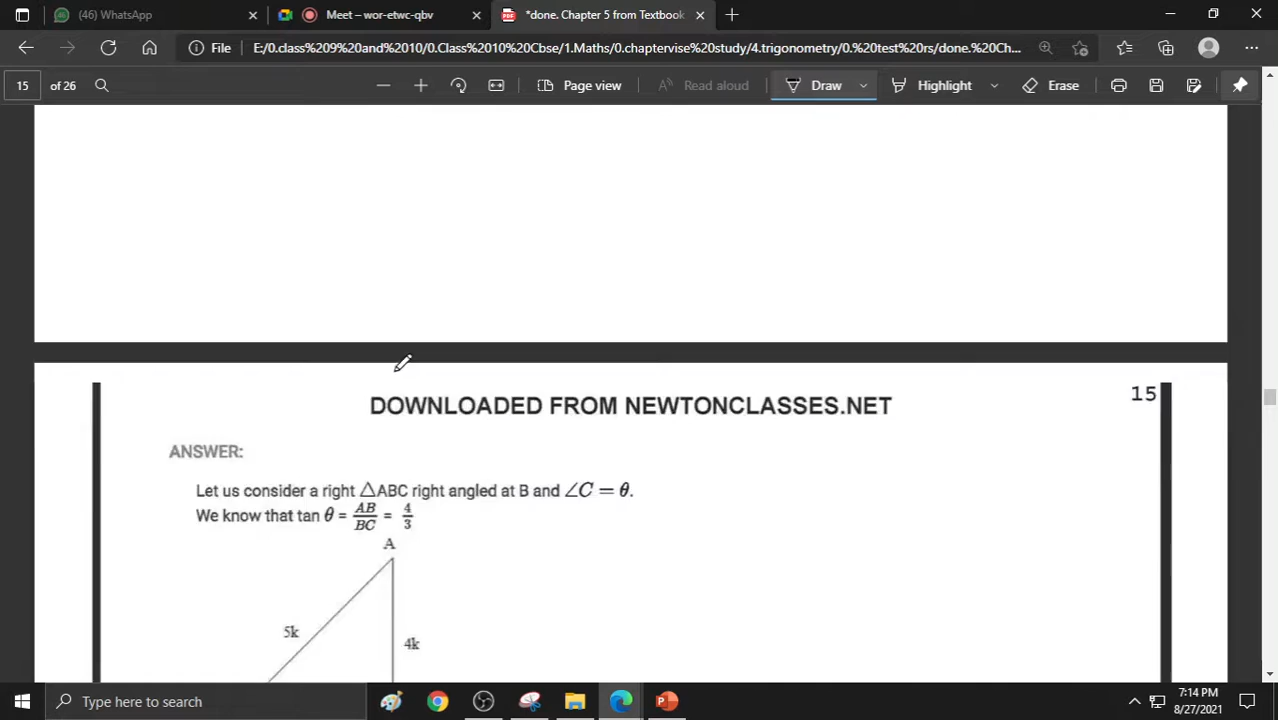 (46) WhatsApp
Meet – wor-etwc-qbv
*done. Chapter 5 from Textbook
File
E:/0.class%209%20and%2010/0.Class%2010%20Cbse/1.Maths/0.chaptervise%20study/4.trigonometry/0.%20test%20rs/done.%20Ch...
15 of 26
Page view
Read aloud
Draw
Highlight
Erase
15
DOWNLOADED FROM NEWTONCLASSES.NET
ANSWER:
Let us consider a right △ABC right angled at B and ∠C = θ.
We know that tan θ = AB/BC = 4/3
A
5k
4k
Type here to search
7:14 PM
8/27/2021